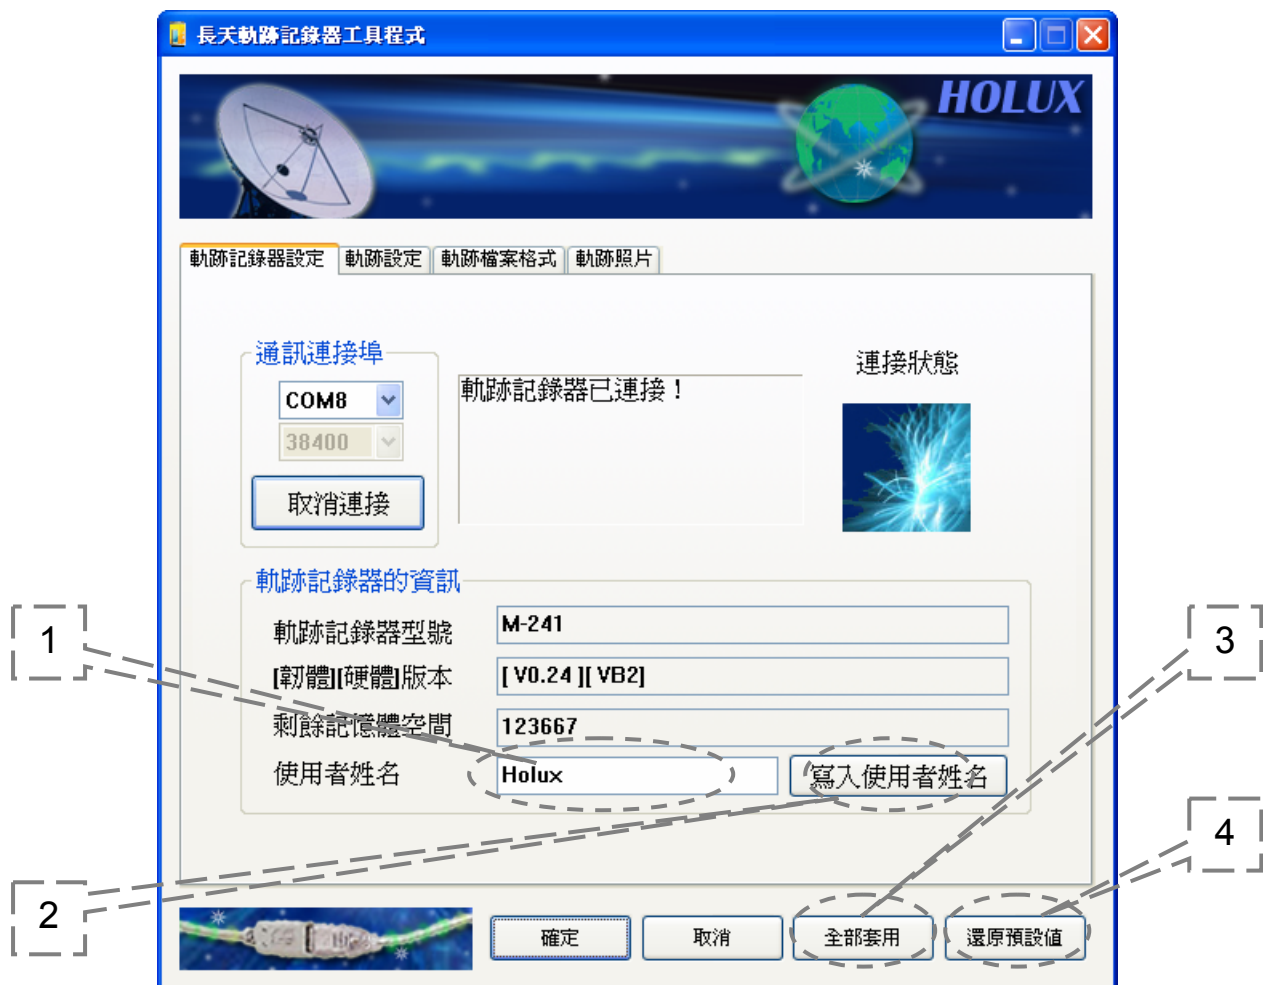 長天軌跡記錄器工具程式
HOLUX
軌跡記錄器設定 軌跡設定 軌跡檔案格式 軌跡照片
通訊連接埠
連接狀態
COM8
軌跡記錄器已連接！
38400
取消連接
軌跡記錄器的資訊
軌跡記錄器型號 M-241
[韌體][硬體]版本 [ V0.24 ][ VB2]
剩餘記憶體空間 123667
使用者姓名 Holux 寫入使用者姓名
1
3
4
2
確定 取消 全部套用 還原預設值